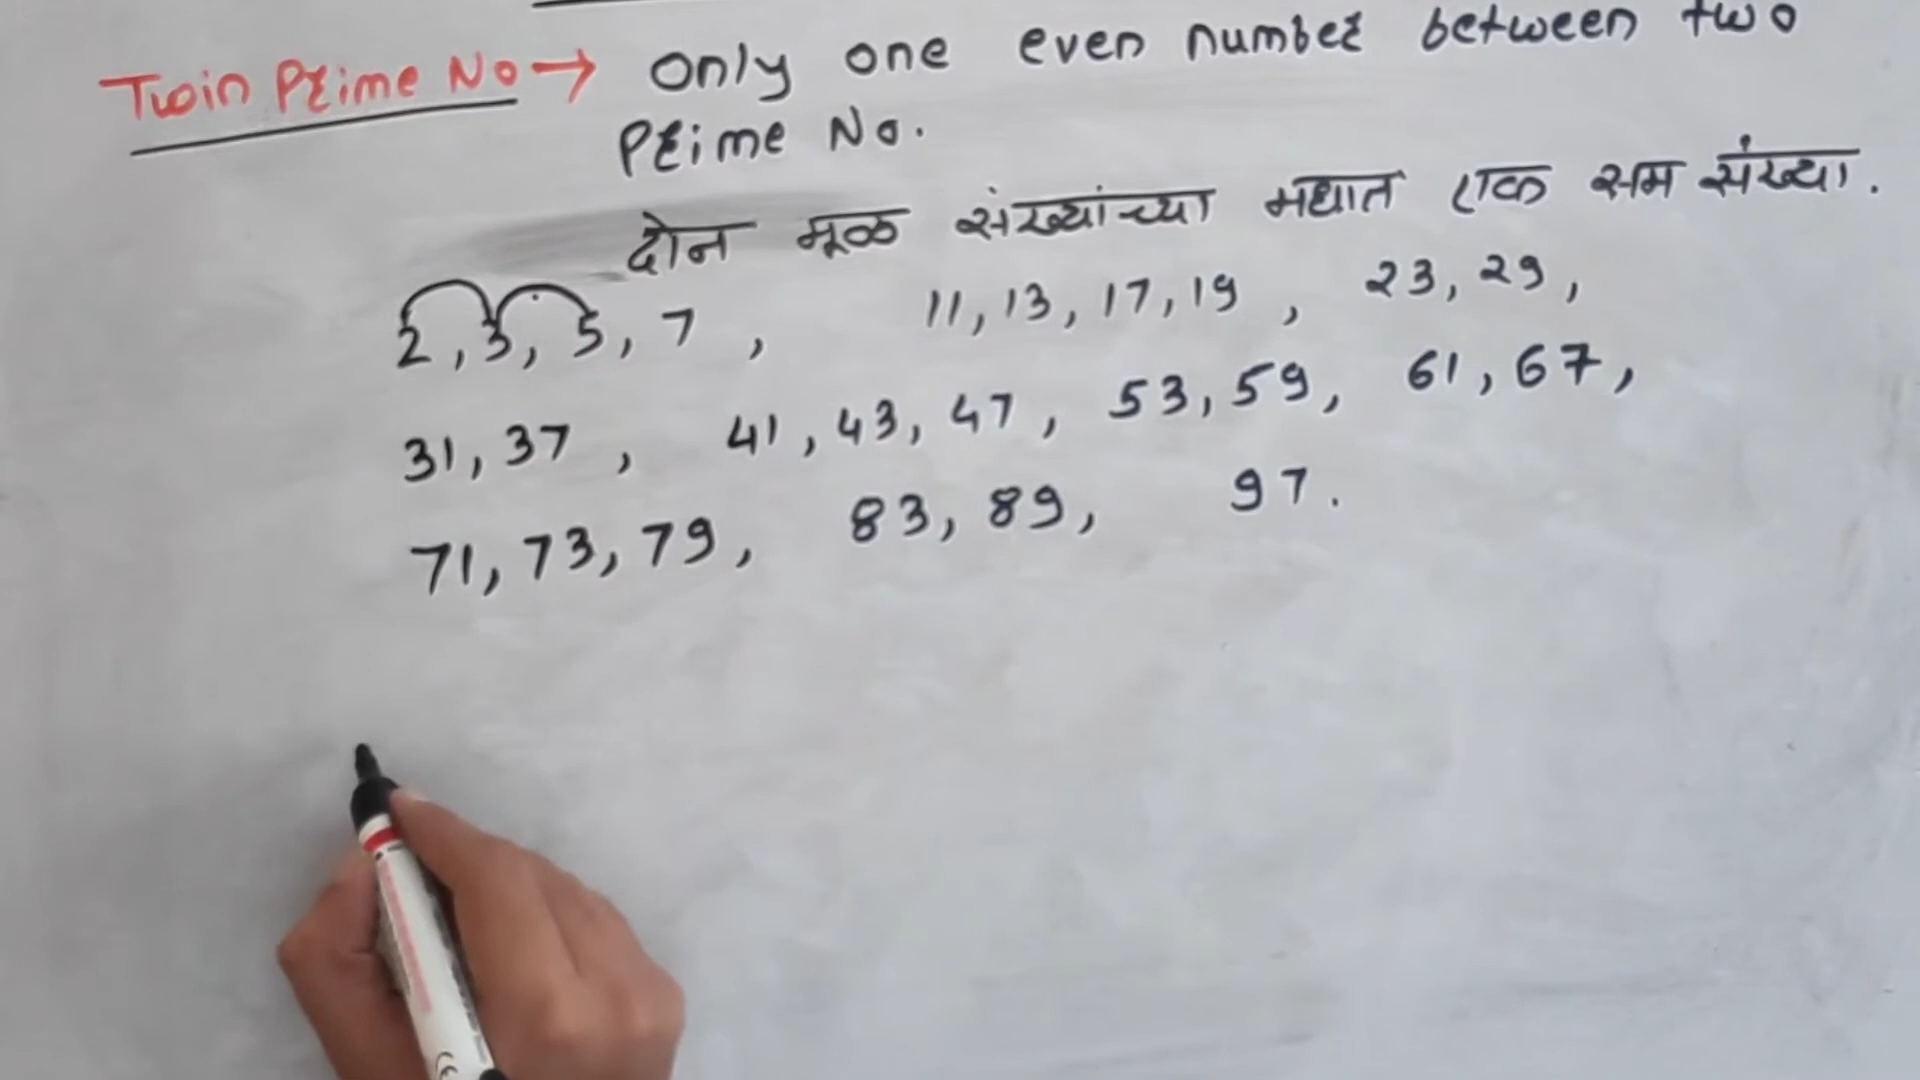 Twin Prime No → Only one even number between two
Prime No.
दोन मूळ संख्यांच्या मधात एक सम संख्या.
2, 3, 5, 7, 11, 13, 17, 19, 23, 29,
31, 37, 41, 43, 47, 53, 59, 61, 67,
71, 73, 79, 83, 89, 97.